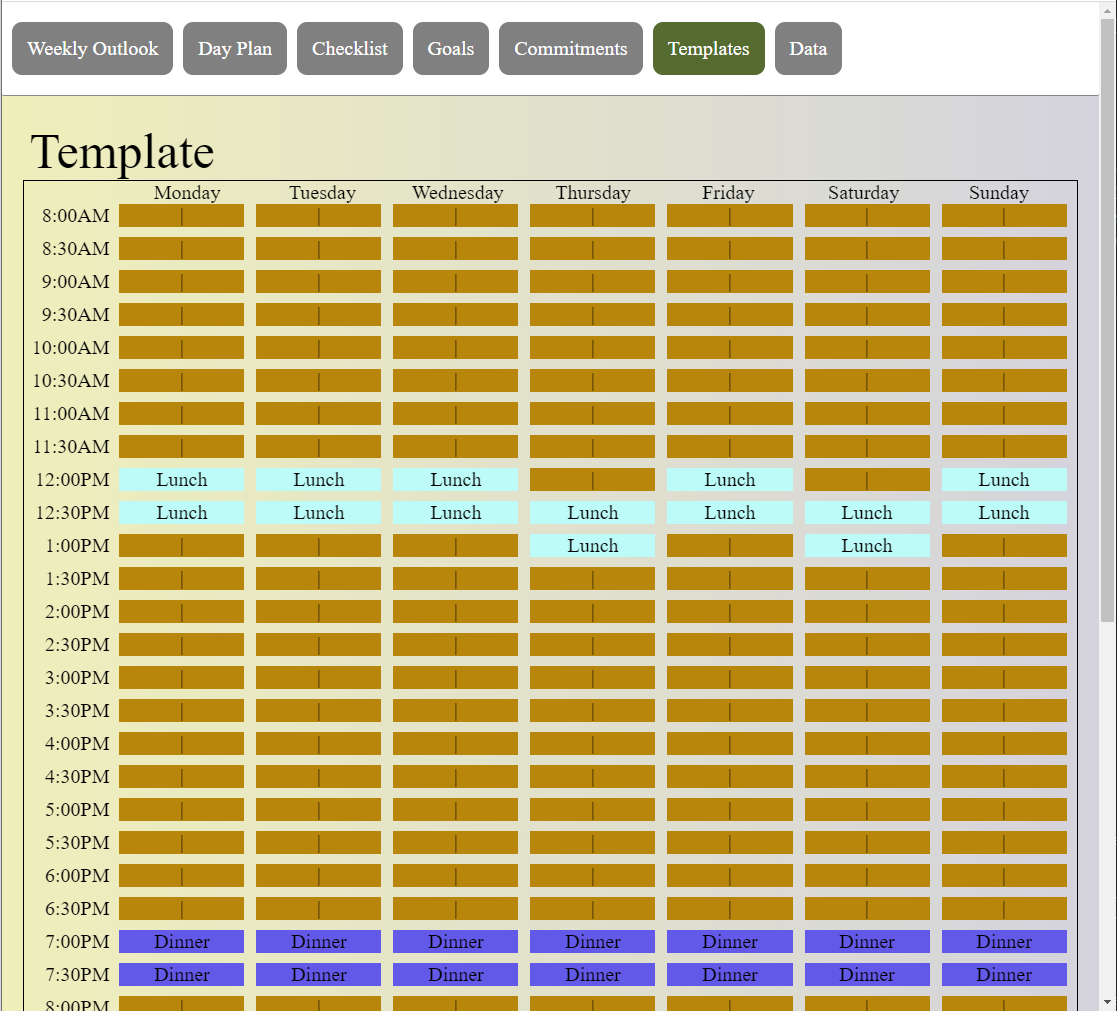 Weekly Outlook Day Plan Checklist Goals Commitments Templates Data
Template
Monday Tuesday Wednesday Thursday Friday Saturday Sunday
8:00AM | | | | | | |
8:30AM | | | | | | |
9:00AM | | | | | | |
9:30AM | | | | | | |
10:00AM | | | | | | |
10:30AM | | | | | | |
11:00AM | | | | | | |
11:30AM | | | | | | |
12:00PM Lunch Lunch Lunch | Lunch | Lunch
12:30PM Lunch Lunch Lunch Lunch Lunch Lunch Lunch
1:00PM | | | Lunch | Lunch |
1:30PM | | | | | | |
2:00PM | | | | | | |
2:30PM | | | | | | |
3:00PM | | | | | | |
3:30PM | | | | | | |
4:00PM | | | | | | |
4:30PM | | | | | | |
5:00PM | | | | | | |
5:30PM | | | | | | |
6:00PM | | | | | | |
6:30PM | | | | | | |
7:00PM Dinner Dinner Dinner Dinner Dinner Dinner Dinner
7:30PM Dinner Dinner Dinner Dinner Dinner Dinner Dinner
8:00PM | | | | | | |